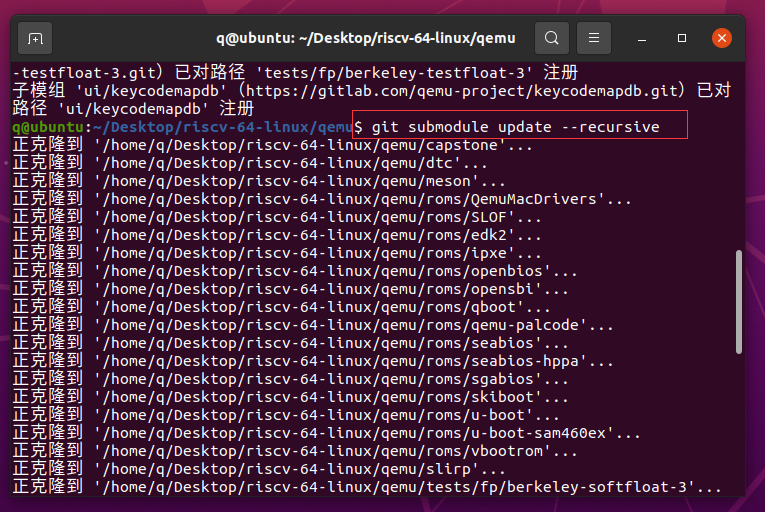 q@ubuntu: ~/Desktop/riscv-64-linux/qemu
-testfloat-3.git）已对路径 'tests/fp/berkeley-testfloat-3' 注册
子模组 'ui/keycodemapdb'（https://gitlab.com/qemu-project/keycodemapdb.git）已对
路径 'ui/keycodemapdb' 注册
q@ubuntu:~/Desktop/riscv-64-linux/qemu$ git submodule update --recursive
正克隆到 '/home/q/Desktop/riscv-64-linux/qemu/capstone'...
正克隆到 '/home/q/Desktop/riscv-64-linux/qemu/dtc'...
正克隆到 '/home/q/Desktop/riscv-64-linux/qemu/meson'...
正克隆到 '/home/q/Desktop/riscv-64-linux/qemu/roms/QemuMacDrivers'...
正克隆到 '/home/q/Desktop/riscv-64-linux/qemu/roms/SLOF'...
正克隆到 '/home/q/Desktop/riscv-64-linux/qemu/roms/edk2'...
正克隆到 '/home/q/Desktop/riscv-64-linux/qemu/roms/ipxe'...
正克隆到 '/home/q/Desktop/riscv-64-linux/qemu/roms/openbios'...
正克隆到 '/home/q/Desktop/riscv-64-linux/qemu/roms/opensbi'...
正克隆到 '/home/q/Desktop/riscv-64-linux/qemu/roms/qboot'...
正克隆到 '/home/q/Desktop/riscv-64-linux/qemu/roms/qemu-palcode'...
正克隆到 '/home/q/Desktop/riscv-64-linux/qemu/roms/seabios'...
正克隆到 '/home/q/Desktop/riscv-64-linux/qemu/roms/seabios-hppa'...
正克隆到 '/home/q/Desktop/riscv-64-linux/qemu/roms/sgabios'...
正克隆到 '/home/q/Desktop/riscv-64-linux/qemu/roms/skiboot'...
正克隆到 '/home/q/Desktop/riscv-64-linux/qemu/roms/u-boot'...
正克隆到 '/home/q/Desktop/riscv-64-linux/qemu/roms/u-boot-sam460ex'...
正克隆到 '/home/q/Desktop/riscv-64-linux/qemu/roms/vbootrom'...
正克隆到 '/home/q/Desktop/riscv-64-linux/qemu/slirp'...
正克隆到 '/home/q/Desktop/riscv-64-linux/qemu/tests/fp/berkeley-softfloat-3'...